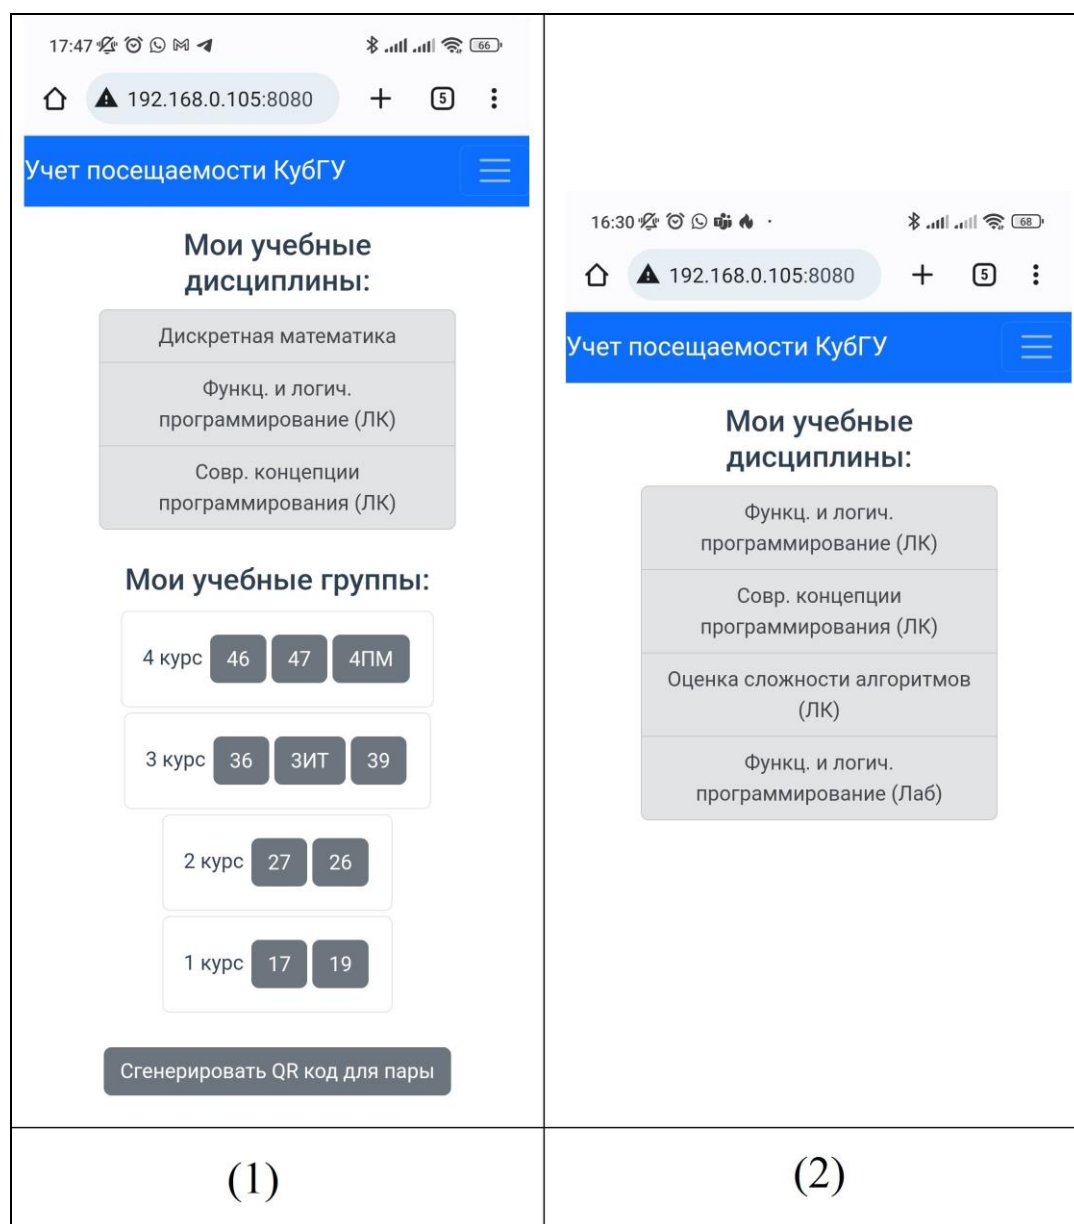 17:47
66
192.168.0.105:8080
5
Учет посещаемости КубГУ
Мои учебные
дисциплины:
Дискретная математика
Функц. и логич.
программирование (ЛК)
Совр. концепции
программирования (ЛК)
Мои учебные группы:
4 курс 46 47 4ПМ
3 курс 36 3ИТ 39
2 курс 27 26
1 курс 17 19
Сгенерировать QR код для пары
(1)
16:30
68
192.168.0.105:8080
5
Учет посещаемости КубГУ
Мои учебные
дисциплины:
Функц. и логич.
программирование (ЛК)
Совр. концепции
программирования (ЛК)
Оценка сложности алгоритмов
(ЛК)
Функц. и логич.
программирование (Лаб)
(2)